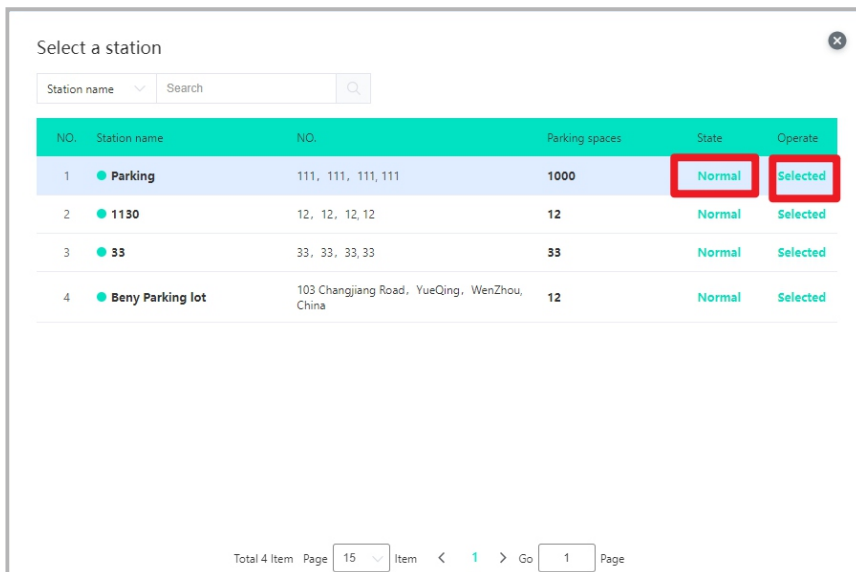 Select a station
Station name Search
NO. Station name NO. Parking spaces State Operate
1 Parking 111，111，111, 111 1000 Normal Selected
2 1130 12，12，12, 12 12 Normal Selected
3 33 33，33，33, 33 33 Normal Selected
4 Beny Parking lot 103 Changjiang Road，YueQing，WenZhou, China 12 Normal Selected
Total 4 Item Page 15 Item 1 Go 1 Page